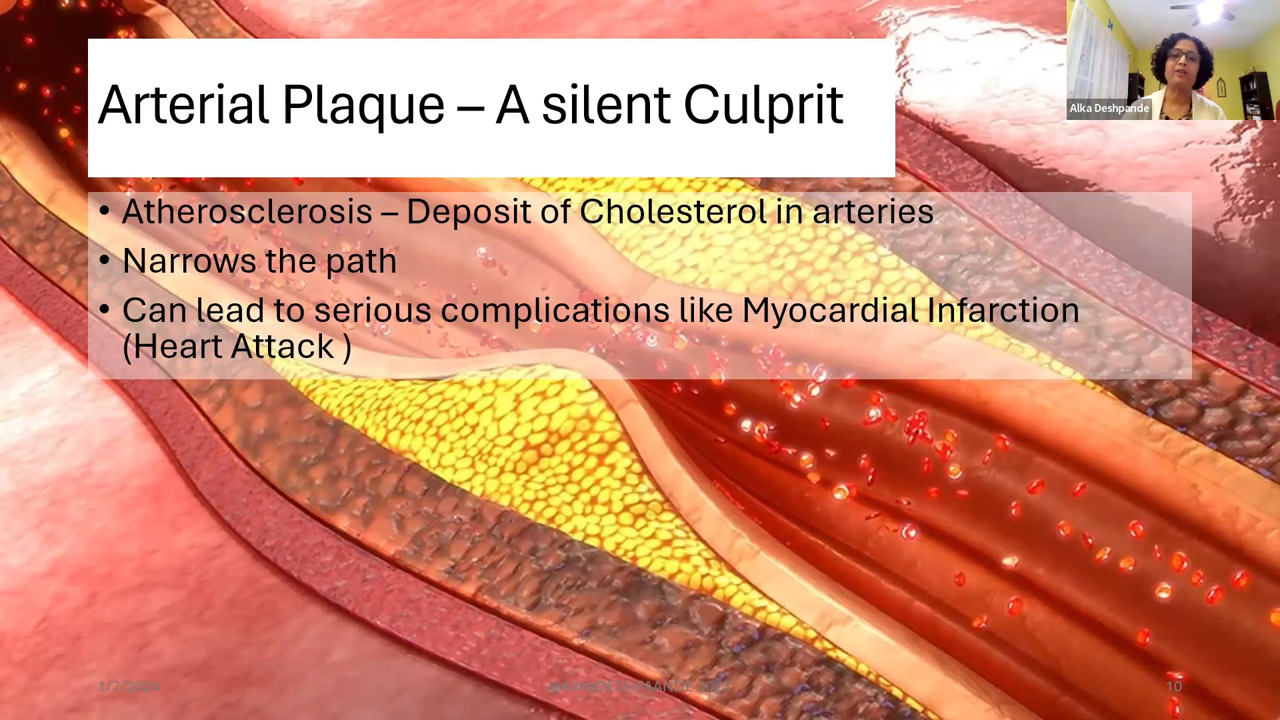 Arterial Plaque – A silent Culprit
Alka Deshpande
• Atherosclerosis – Deposit of Cholesterol in arteries
• Narrows the path
• Can lead to serious complications like Myocardial Infarction
(Heart Attack )
10